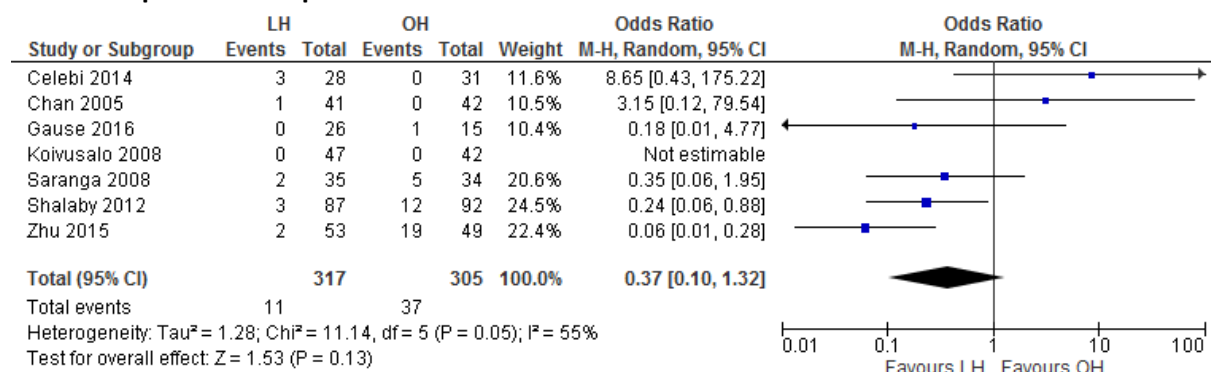 LH OH Odds Ratio Odds Ratio
Study or Subgroup Events Total Events Total Weight M-H, Random, 95% CI M-H, Random, 95% CI
Celebi 2014 3 28 0 31 11.6% 8.65 [0.43, 175.22]
Chan 2005 1 41 0 42 10.5% 3.15 [0.12, 79.54]
Gause 2016 0 26 1 15 10.4% 0.18 [0.01, 4.77]
Koivusalo 2008 0 47 0 42 Not estimable
Saranga 2008 2 35 5 34 20.6% 0.35 [0.06, 1.95]
Shalaby 2012 3 87 12 92 24.5% 0.24 [0.06, 0.88]
Zhu 2015 2 53 19 49 22.4% 0.06 [0.01, 0.28]
Total (95% CI) 317 305 100.0% 0.37 [0.10, 1.32]
Total events 11 37
Heterogeneity: Tau² = 1.28; Chi² = 11.14, df = 5 (P = 0.05); I² = 55%
Test for overall effect: Z = 1.53 (P = 0.13)
0.01 0.1 1 10 100
Favours LH Favours OH